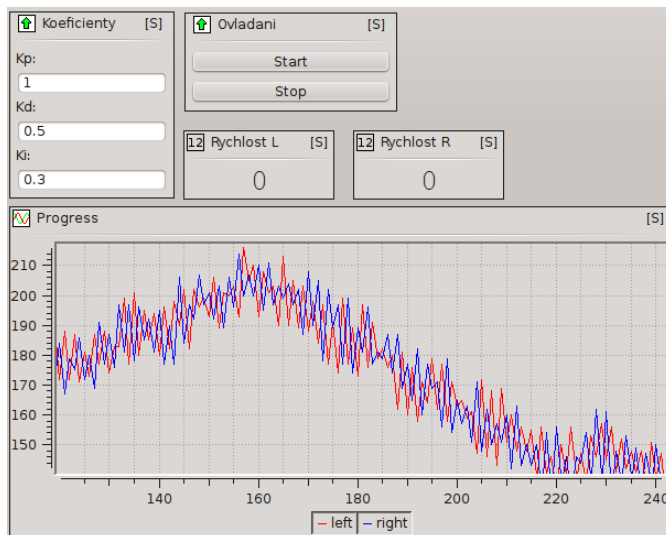 Koeficienty [S]
Kp:
1
Kd:
0.5
Ki:
0.3
Ovladani [S]
Start
Stop
12 Rychlost L [S]
0
12 Rychlost R [S]
0
Progress [S]
210
200
190
180
170
160
150
140 160 180 200 220 240
left right